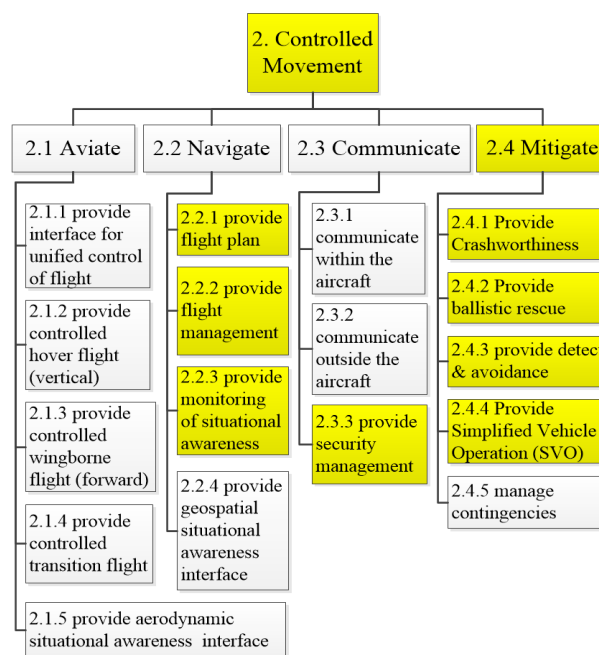 2. Controlled
Movement
2.1 Aviate
2.2 Navigate
2.3 Communicate
2.4 Mitigate
2.1.1 provide
interface for
unified control
of flight
2.1.2 provide
controlled
hover flight
(vertical)
2.1.3 provide
controlled
wingborne
flight (forward)
2.1.4 provide
controlled
transition flight
2.1.5 provide aerodynamic
situational awareness interface
2.2.1 provide
flight plan
2.2.2 provide
flight
management
2.2.3 provide
monitoring
of situational
awareness
2.2.4 provide
geospatial
situational
awareness
interface
2.3.1
communicate
within the
aircraft
2.3.2
communicate
outside the
aircraft
2.3.3 provide
security
management
2.4.1 Provide
Crashworthiness
2.4.2 Provide
ballistic rescue
2.4.3 provide detect
& avoidance
2.4.4 Provide
Simplified Vehicle
Operation (SVO)
2.4.5 manage
contingencies